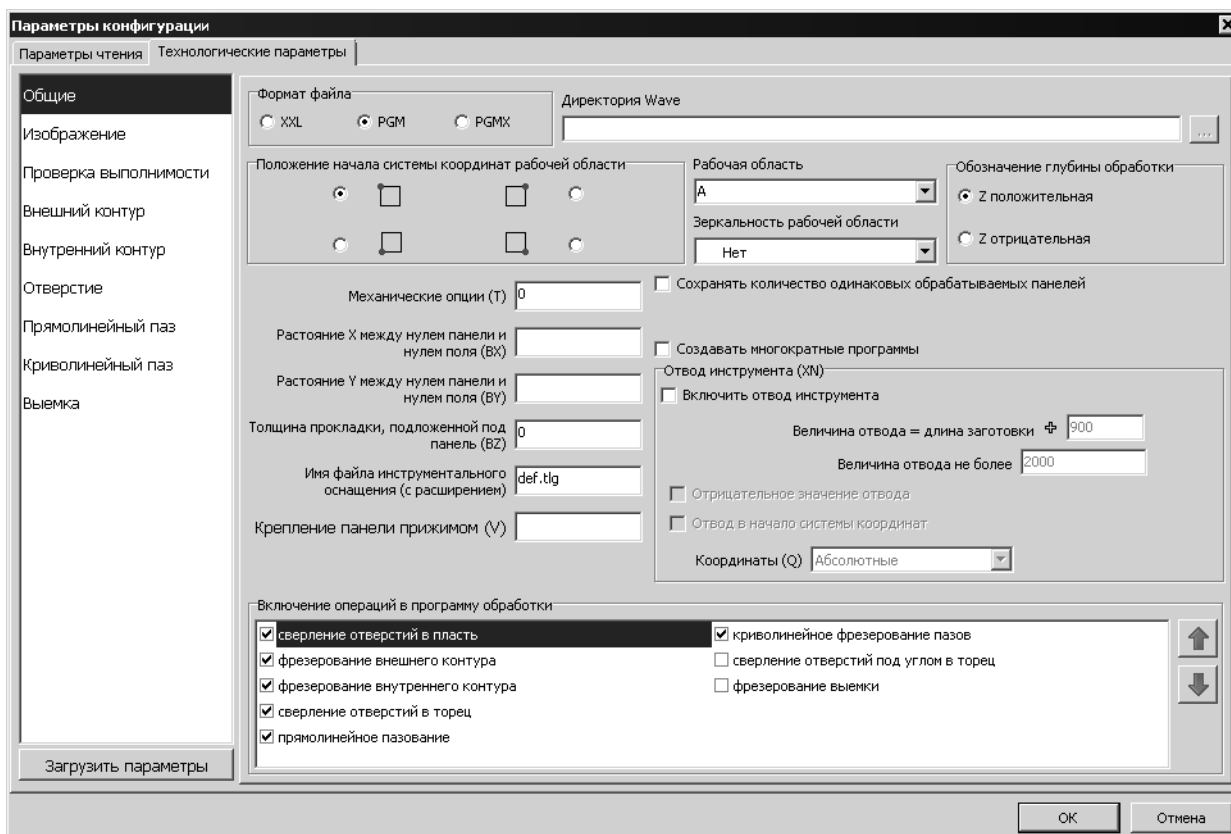 Параметры конфигурации
Параметры чтения
Технологические параметры
Общие
Изображение
Проверка выполнимости
Внешний контур
Внутренний контур
Отверстие
Прямолинейный паз
Криволинейный паз
Выемка
Загрузить параметры
Формат файла
XXL
PGM
PGMX
Директория Wave
...
Положение начала системы координат рабочей области
Рабочая область
A
Зеркальность рабочей области
Нет
Обозначение глубины обработки
Z положительная
Z отрицательная
Механические опции (T)
0
Растояние X между нулем панели и
нулем поля (BX)
Растояние Y между нулем панели и
нулем поля (BY)
Толщина прокладки, подложенной под
панель (BZ)
0
Имя файла инструментального
оснащения (с расширением)
def.tlg
Крепление панели прижимом (V)
Сохранять количество одинаковых обрабатываемых панелей
Создавать многократные программы
Отвод инструмента (XN)
Включить отвод инструмента
Величина отвода = длина заготовки + 900
Величина отвода не более 2000
Отрицательное значение отвода
Отвод в начало системы координат
Координаты (Q) Абсолютные
Включение операций в программу обработки
сверление отверстий в пласть
фрезерование внешнего контура
фрезерование внутреннего контура
сверление отверстий в торец
прямолинейное пазование
криволинейное фрезерование пазов
сверление отверстий под углом в торец
фрезерование выемки
OK
Отмена